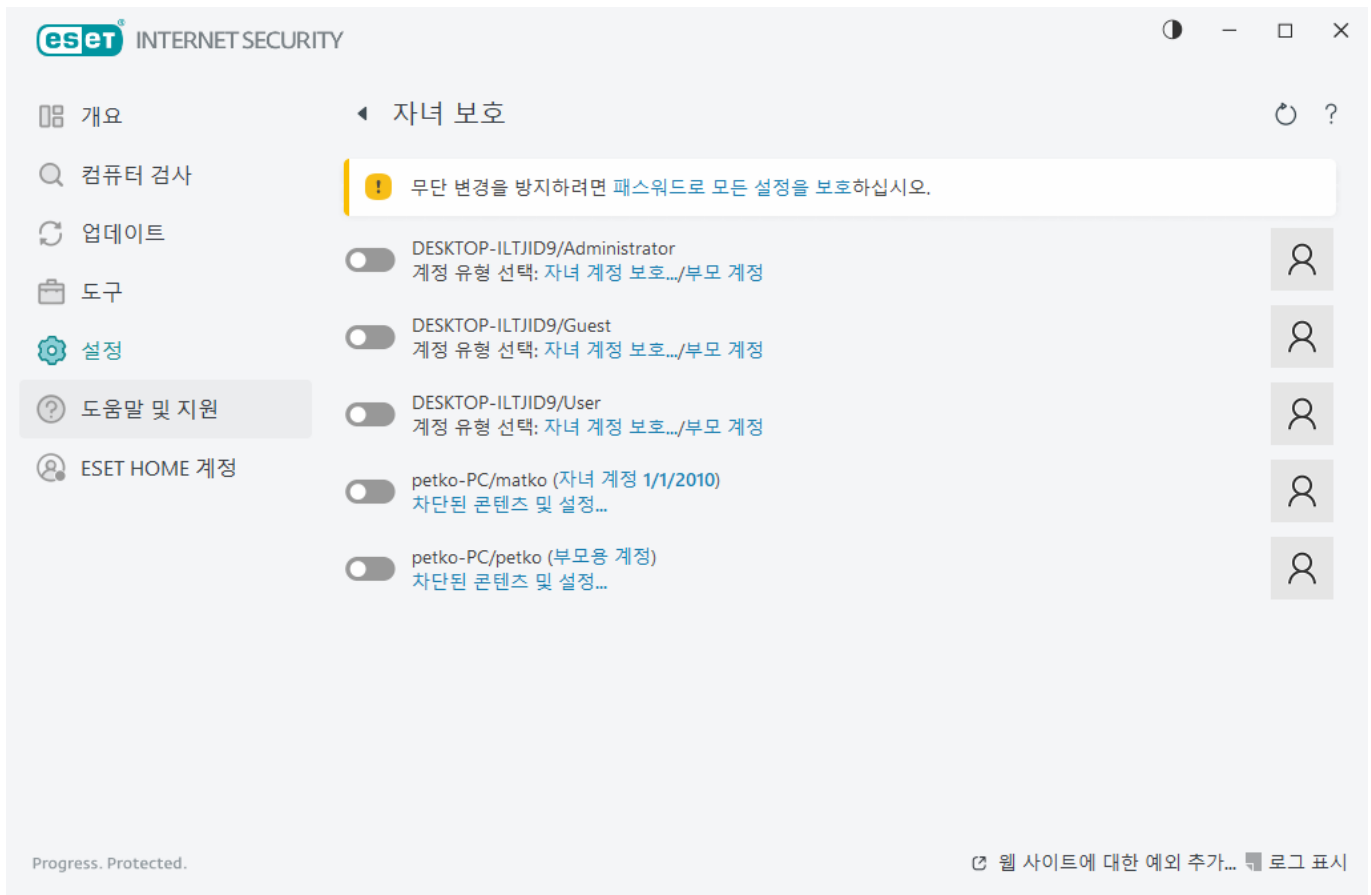 eset® INTERNET SECURITY
개요
컴퓨터 검사
업데이트
도구
설정
도움말 및 지원
ESET HOME 계정
자녀 보호
?
무단 변경을 방지하려면 패스워드로 모든 설정을 보호하십시오.
DESKTOP-ILTJID9/Administrator
계정 유형 선택: 자녀 계정 보호.../부모 계정
DESKTOP-ILTJID9/Guest
계정 유형 선택: 자녀 계정 보호.../부모 계정
DESKTOP-ILTJID9/User
계정 유형 선택: 자녀 계정 보호.../부모 계정
petko-PC/matko (자녀 계정 1/1/2010)
차단된 콘텐츠 및 설정...
petko-PC/petko (부모용 계정)
차단된 콘텐츠 및 설정...
Progress. Protected.
웹 사이트에 대한 예외 추가... 로그 표시